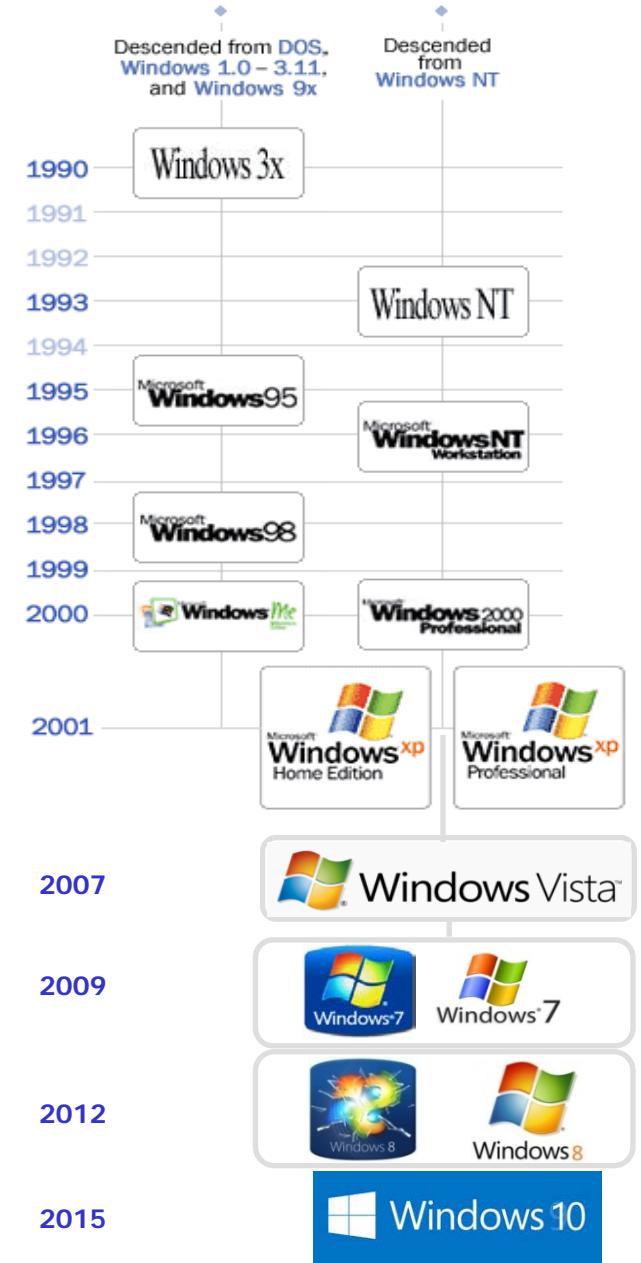 Descended from DOS,
Windows 1.0 – 3.11,
and Windows 9x
Descended
from
Windows NT
1990
Windows 3x
1991
1992
1993
Windows NT
1994
1995
Microsoft
Windows95
1996
Microsoft
WindowsNT
Workstation
1997
1998
Microsoft
Windows98
1999
2000
Windows Me
Windows 2000
Professional
2001
Microsoft
Windows xp
Home Edition
Microsoft
Windows xp
Professional
2007
Windows Vista™
2009
Windows®7
Windows®7
2012
Windows 8
Windows 8
2015
Windows 10